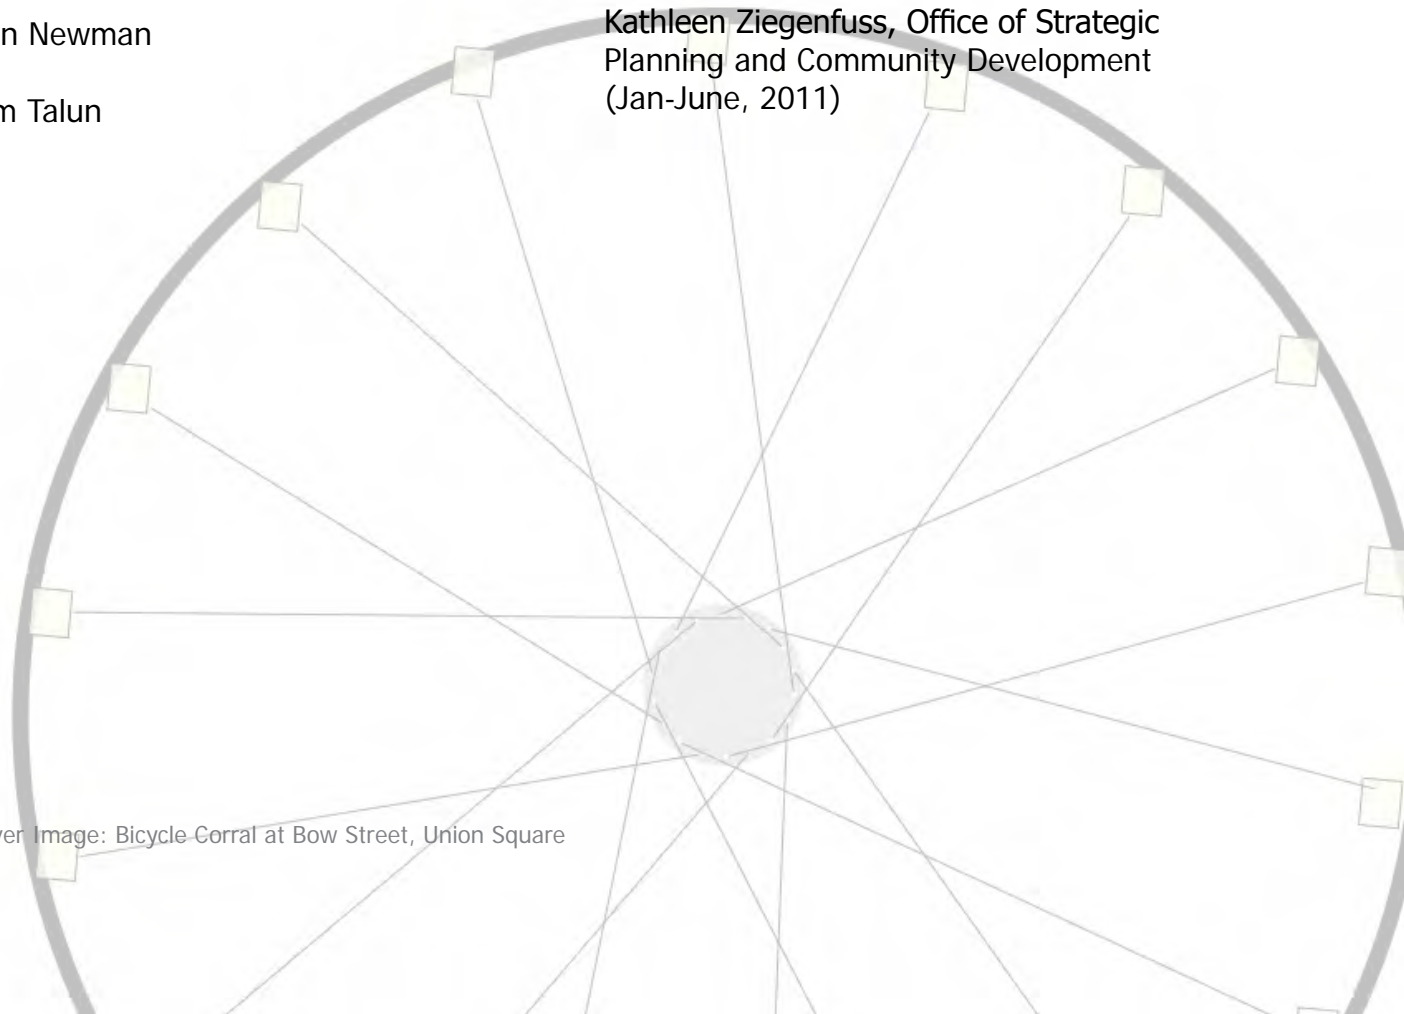 n Newman
m Talun
Kathleen Ziegenfuss, Office of Strategic
Planning and Community Development
(Jan-June, 2011)
ver Image: Bicycle Corral at Bow Street, Union Square